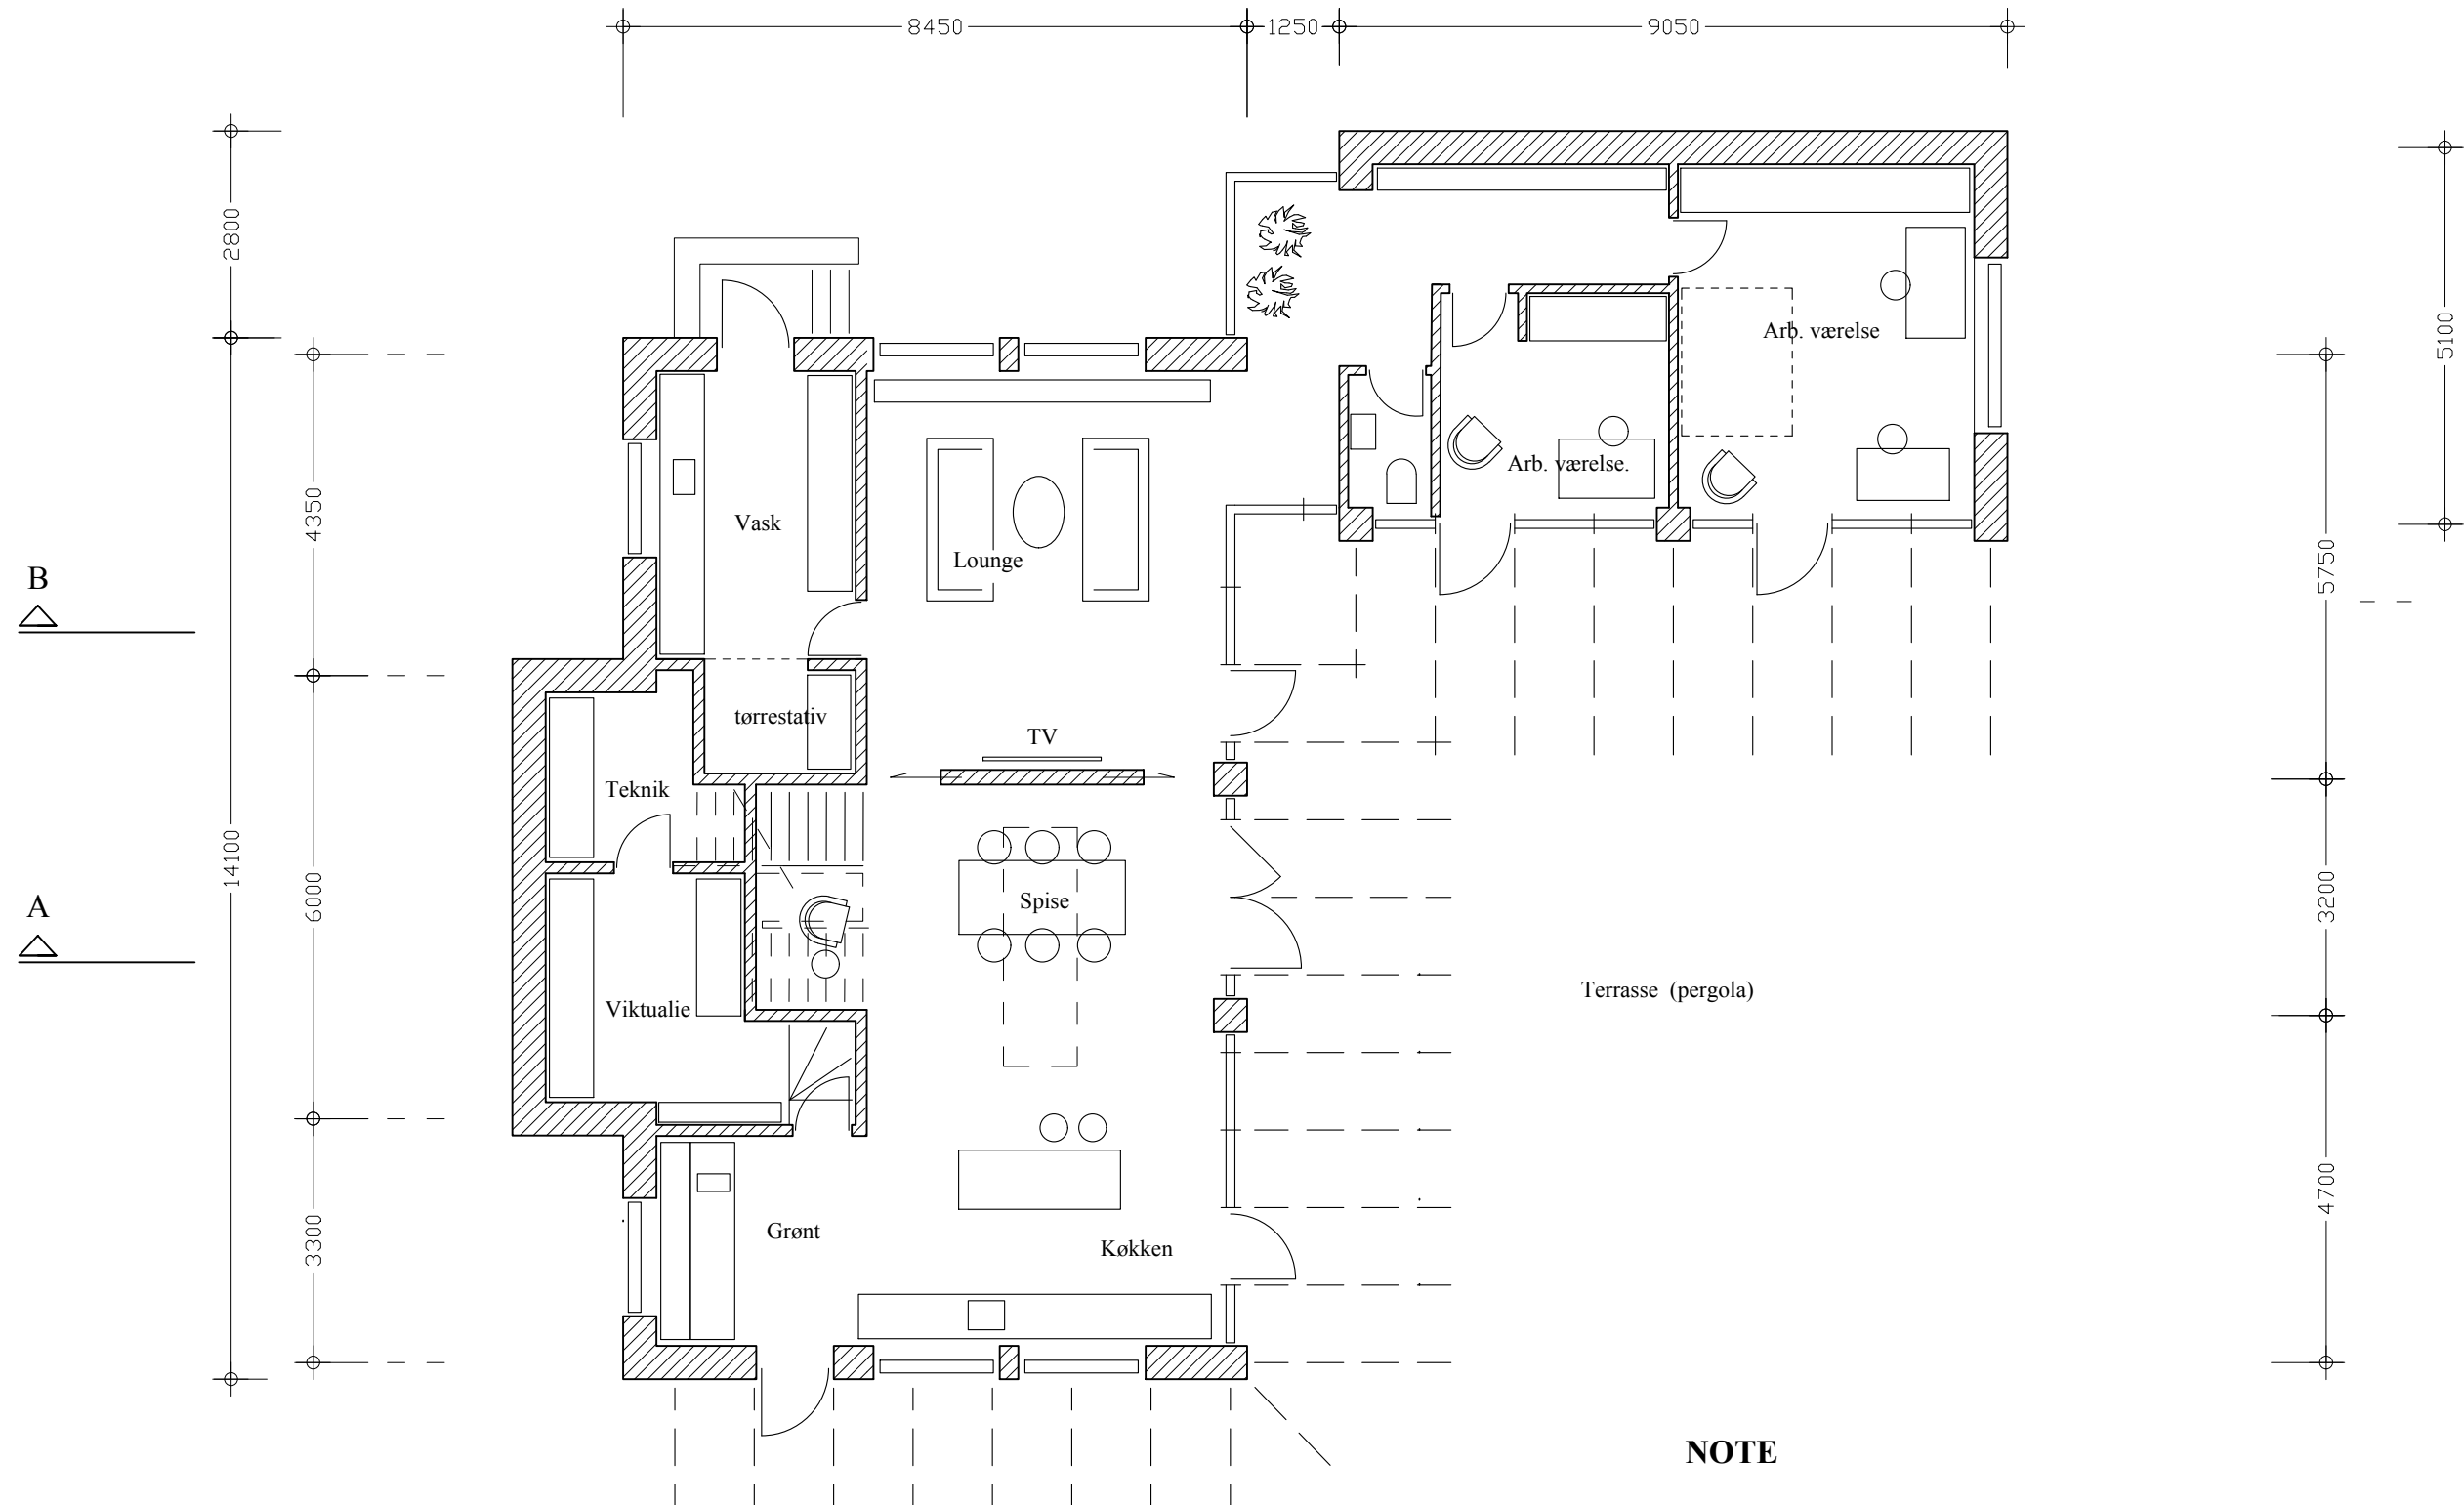 8450
1250
9050
2800
5100
Arb. værelse
Arb. værelse.
4350
Vask
Lounge
5750
B
tørrestativ
TV
Teknik
14100
6000
A
Spise
3200
Viktualie
Terrasse (pergola)
4700
3300
Grønt
Køkken
NOTE